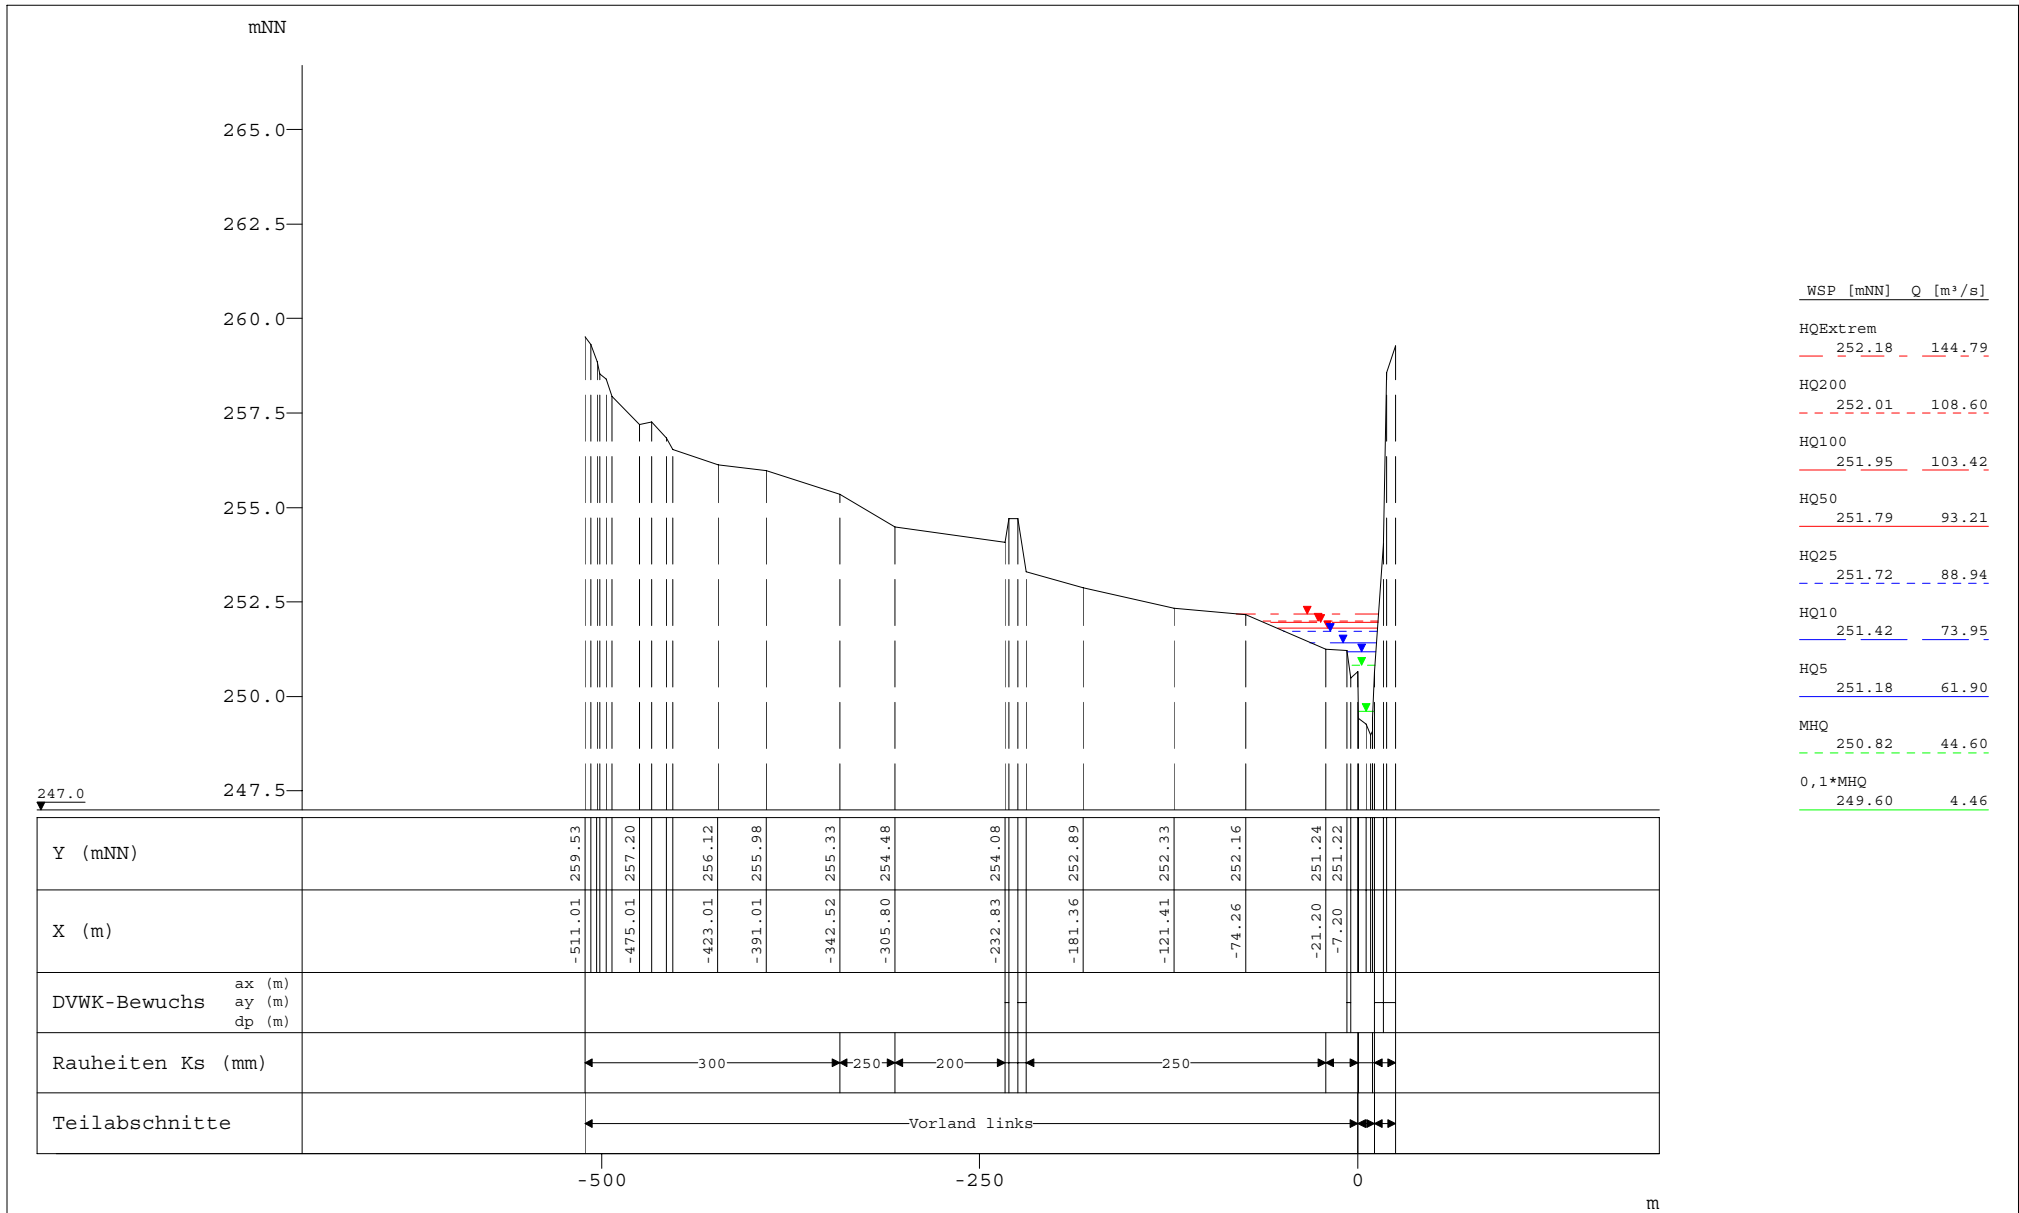 mNN
265.0
262.5
260.0
257.5
255.0
252.5
250.0
247.5
247.0
WSP [mNN] Q [m³/s]
HQExtrem
252.18 144.79
HQ200
252.01 108.60
HQ100
251.95 103.42
HQ50
251.79 93.21
HQ25
251.72 88.94
HQ10
251.42 73.95
HQ5
251.18 61.90
MHQ
250.82 44.60
0,1*MHQ
249.60 4.46
Y (mNN) 259.53 257.20 256.12 255.98 255.33 254.48 254.08 252.89 252.33 252.16 251.24 251.22
X (m) -511.01 -475.01 -423.01 -391.01 -342.52 -305.80 -232.83 -181.36 -121.41 -74.26 -21.20 -7.20
DVWK-Bewuchs
ax (m)
ay (m)
dp (m)
Rauheiten Ks (mm) 300 250 200 250
Teilabschnitte Vorland links
-500 -250 0
m